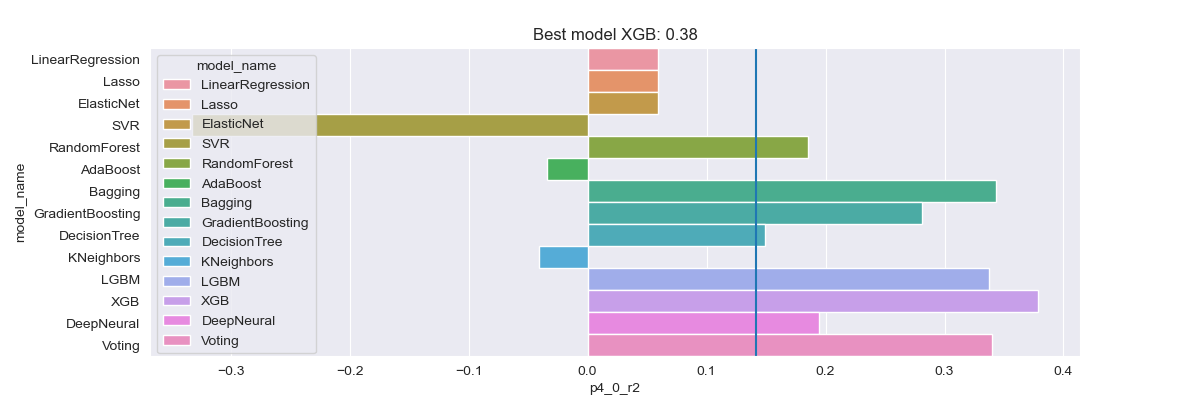 Best model XGB: 0.38
model_name
LinearRegression
Lasso
ElasticNet
SVR
RandomForest
AdaBoost
Bagging
GradientBoosting
DecisionTree
KNeighbors
LGBM
XGB
DeepNeural
Voting
model_name
LinearRegression
Lasso
ElasticNet
SVR
RandomForest
AdaBoost
Bagging
GradientBoosting
DecisionTree
KNeighbors
LGBM
XGB
DeepNeural
Voting
−0.3 −0.2 −0.1 0.0 0.1 0.2 0.3 0.4
p4_0_r2